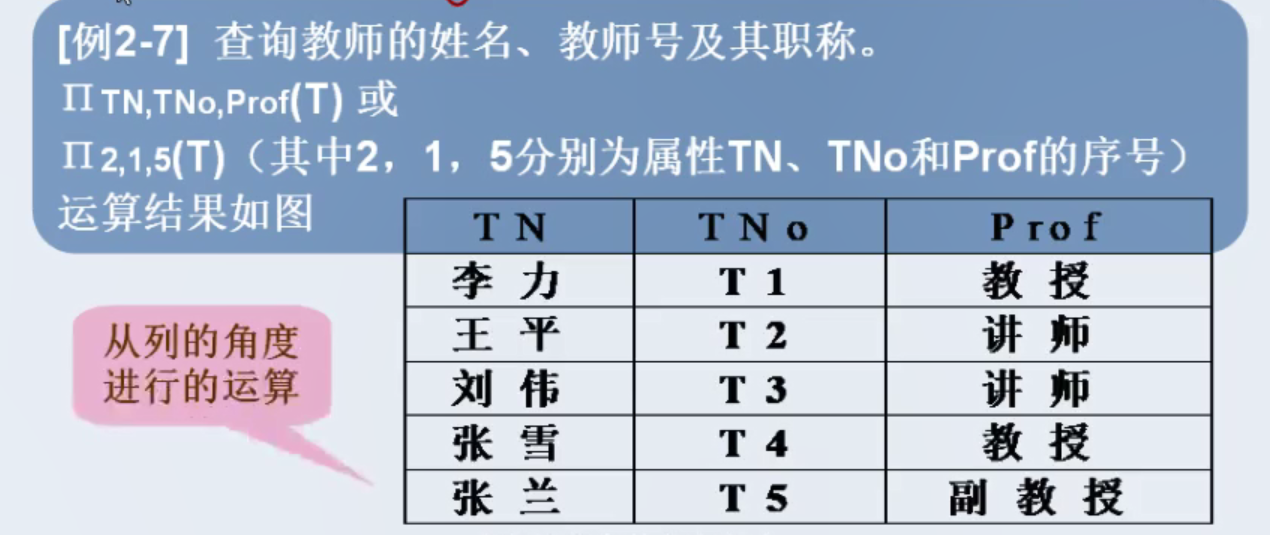 [例2-7] 查询教师的姓名、教师号及其职称。
ΠTN,TNo,Prof(T) 或
Π2,1,5(T)（其中2，1，5分别为属性TN、TNo和Prof的序号）
运算结果如图
TN TNo Prof
李力 T1 教授
王平 T2 讲师
刘伟 T3 讲师
张雪 T4 教授
张兰 T5 副教授
从列的角度
进行的运算